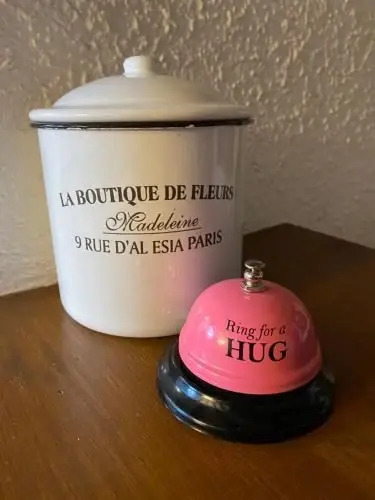 LA BOUTIQUE DE FLEURS
Madeleine
9 RUE D'AL ESIA PARIS
Ring for a
HUG